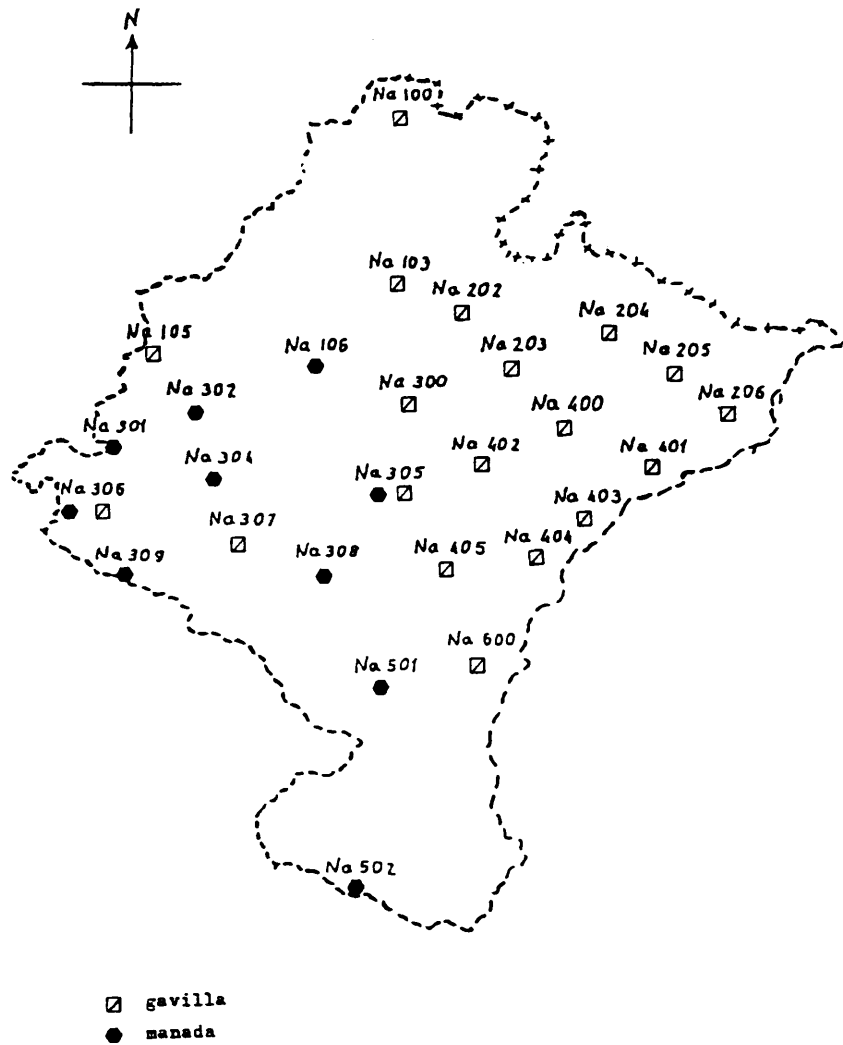 N
Na 100
Na 103
Na 202
Na 204
Na 105
Na 106
Na 203
Na 205
Na 300
Na 206
Na 302
Na 400
Na 301
Na 402
Na 401
Na 304
Na 305
Na 306
Na 403
Na 307
Na 404
Na 309
Na 308
Na 405
Na 600
Na 501
Na 502
gavilla
manada